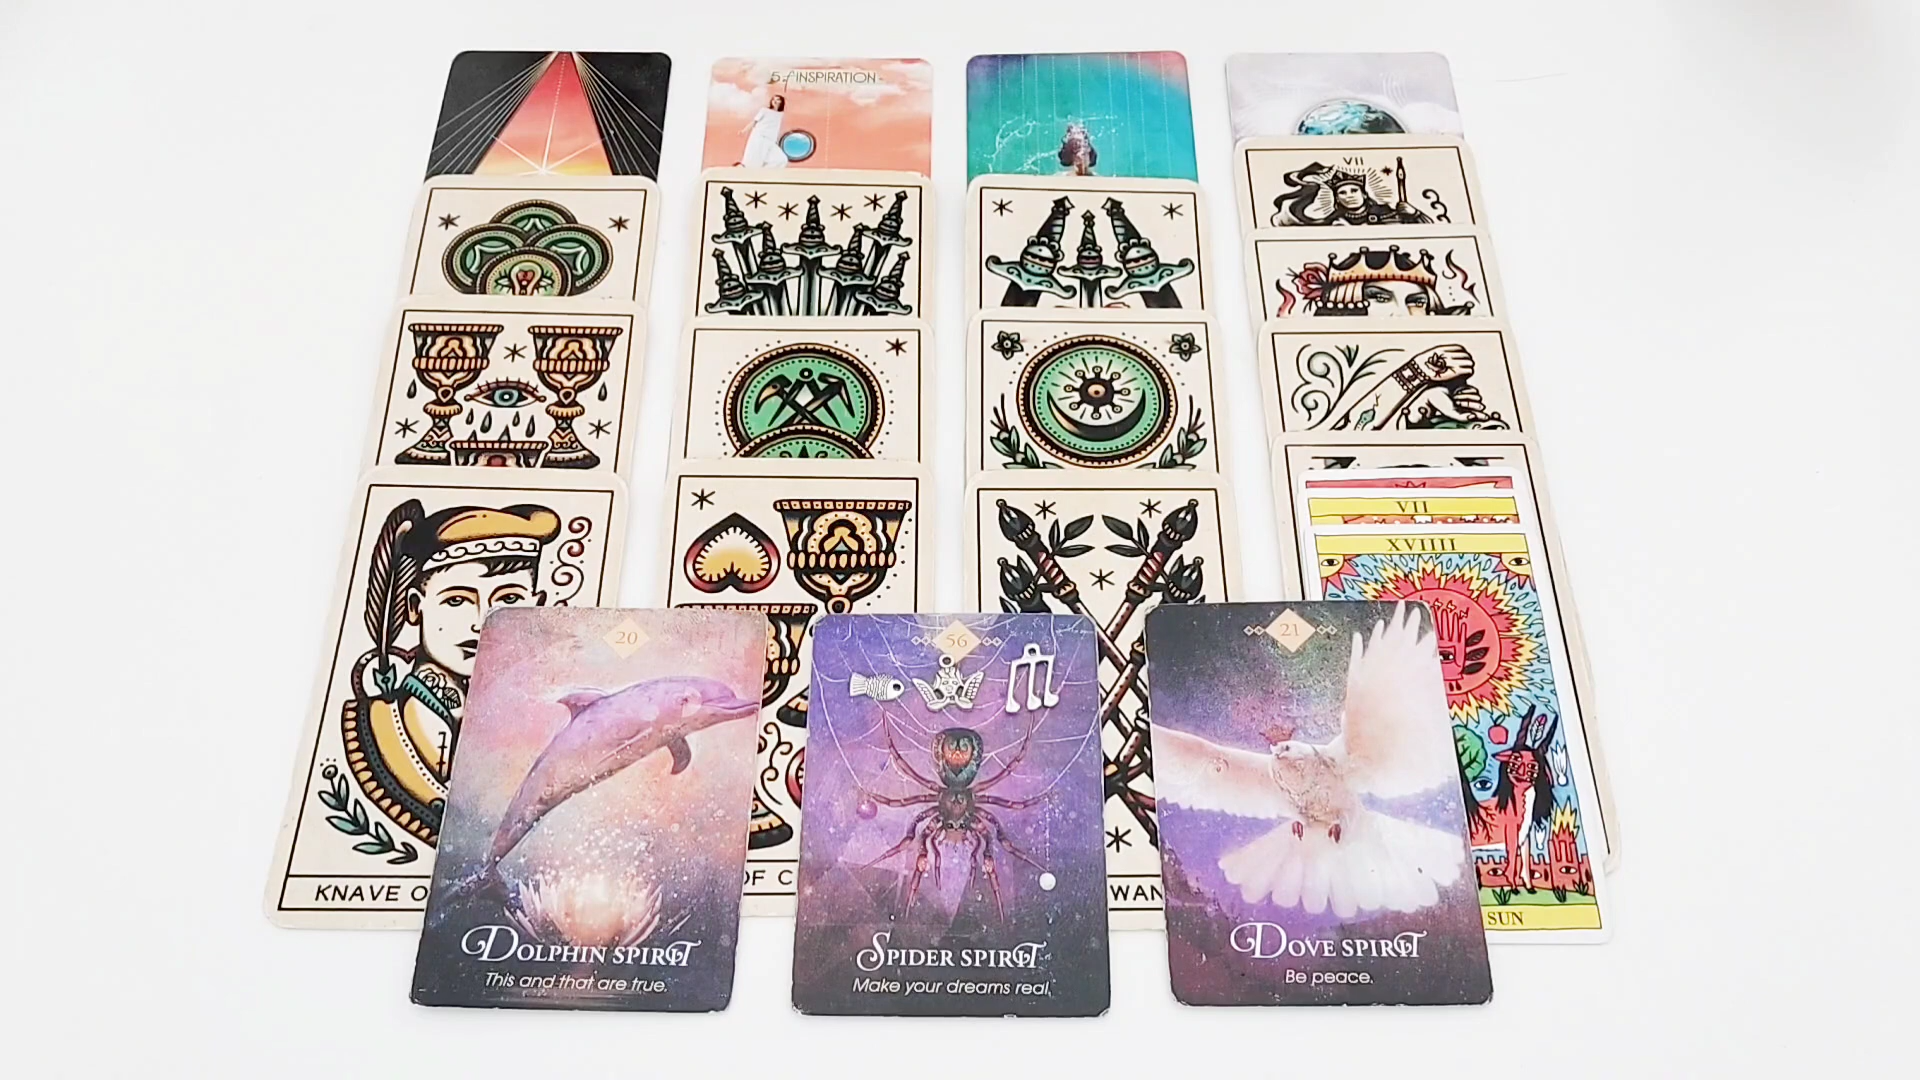 5 of INSPIRATION -
VII
VII
XVIIII
20
56
21
KNAVE O
OF C
WAN
SUN
DOLPHIN SPIRIT
This and that are true.
SPIDER SPIRIT
Make your dreams real.
DOVE SPIRIT
Be peace.